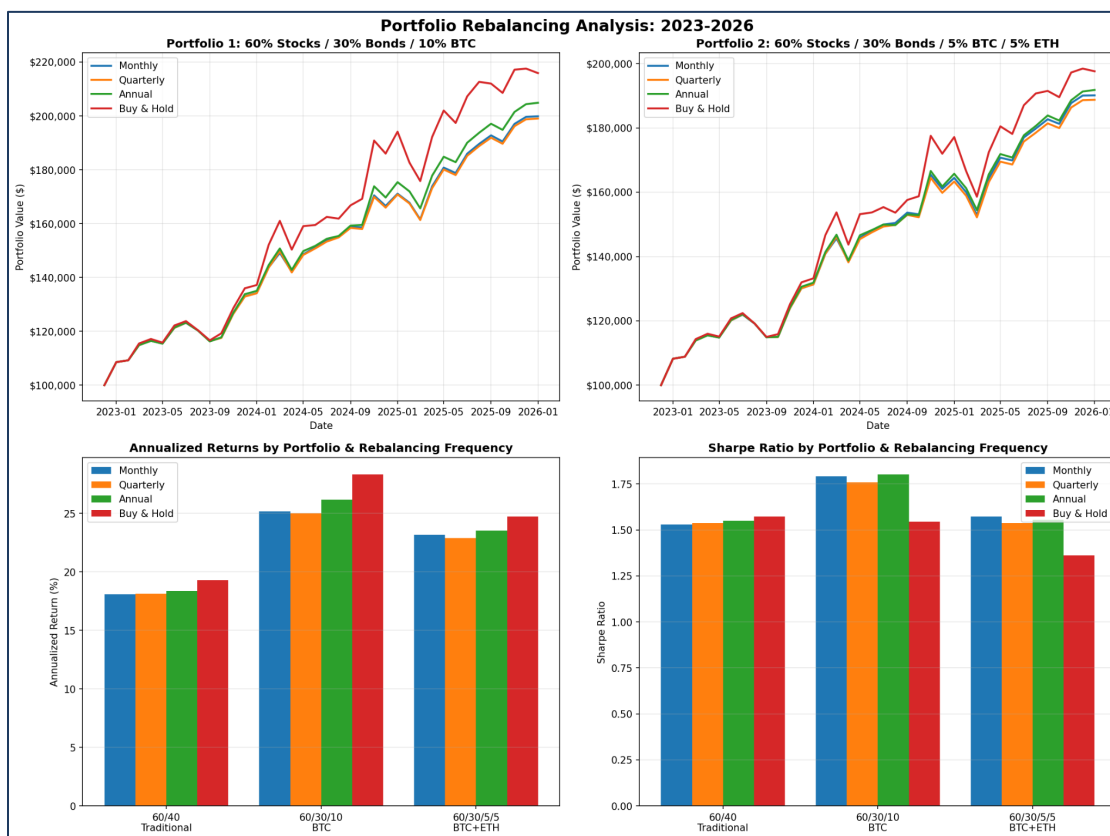 Portfolio Rebalancing Analysis: 2023-2026
Portfolio 1: 60% Stocks / 30% Bonds / 10% BTC
Monthly
Quarterly
Annual
Buy & Hold
$220,000
$200,000
$180,000
$160,000
$140,000
$120,000
$100,000
Portfolio Value ($)
2023-01 2023-05 2023-09 2024-01 2024-05 2024-09 2025-01 2025-05 2025-09 2026-01
Date
Portfolio 2: 60% Stocks / 30% Bonds / 5% BTC / 5% ETH
Monthly
Quarterly
Annual
Buy & Hold
$200,000
$180,000
$160,000
$140,000
$120,000
$100,000
Portfolio Value ($)
2023-01 2023-05 2023-09 2024-01 2024-05 2024-09 2025-01 2025-05 2025-09 2026-01
Date
Annualized Returns by Portfolio & Rebalancing Frequency
Monthly
Quarterly
Annual
Buy & Hold
25
20
15
10
5
0
Annualized Return (%)
60/40
Traditional
60/30/10
BTC
60/30/5/5
BTC+ETH
Sharpe Ratio by Portfolio & Rebalancing Frequency
Monthly
Quarterly
Annual
Buy & Hold
1.75
1.50
1.25
1.00
0.75
0.50
0.25
0.00
Sharpe Ratio
60/40
Traditional
60/30/10
BTC
60/30/5/5
BTC+ETH